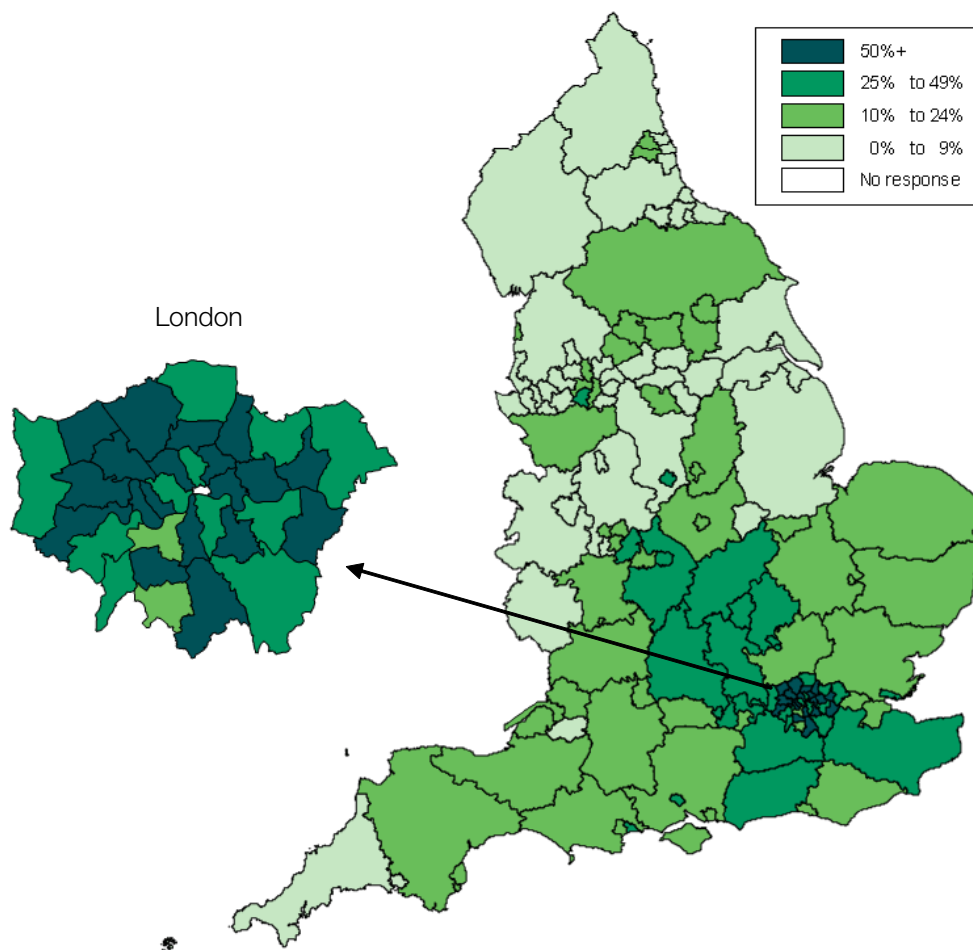 50%+
25% to 49%
10% to 24%
0% to 9%
No response
London